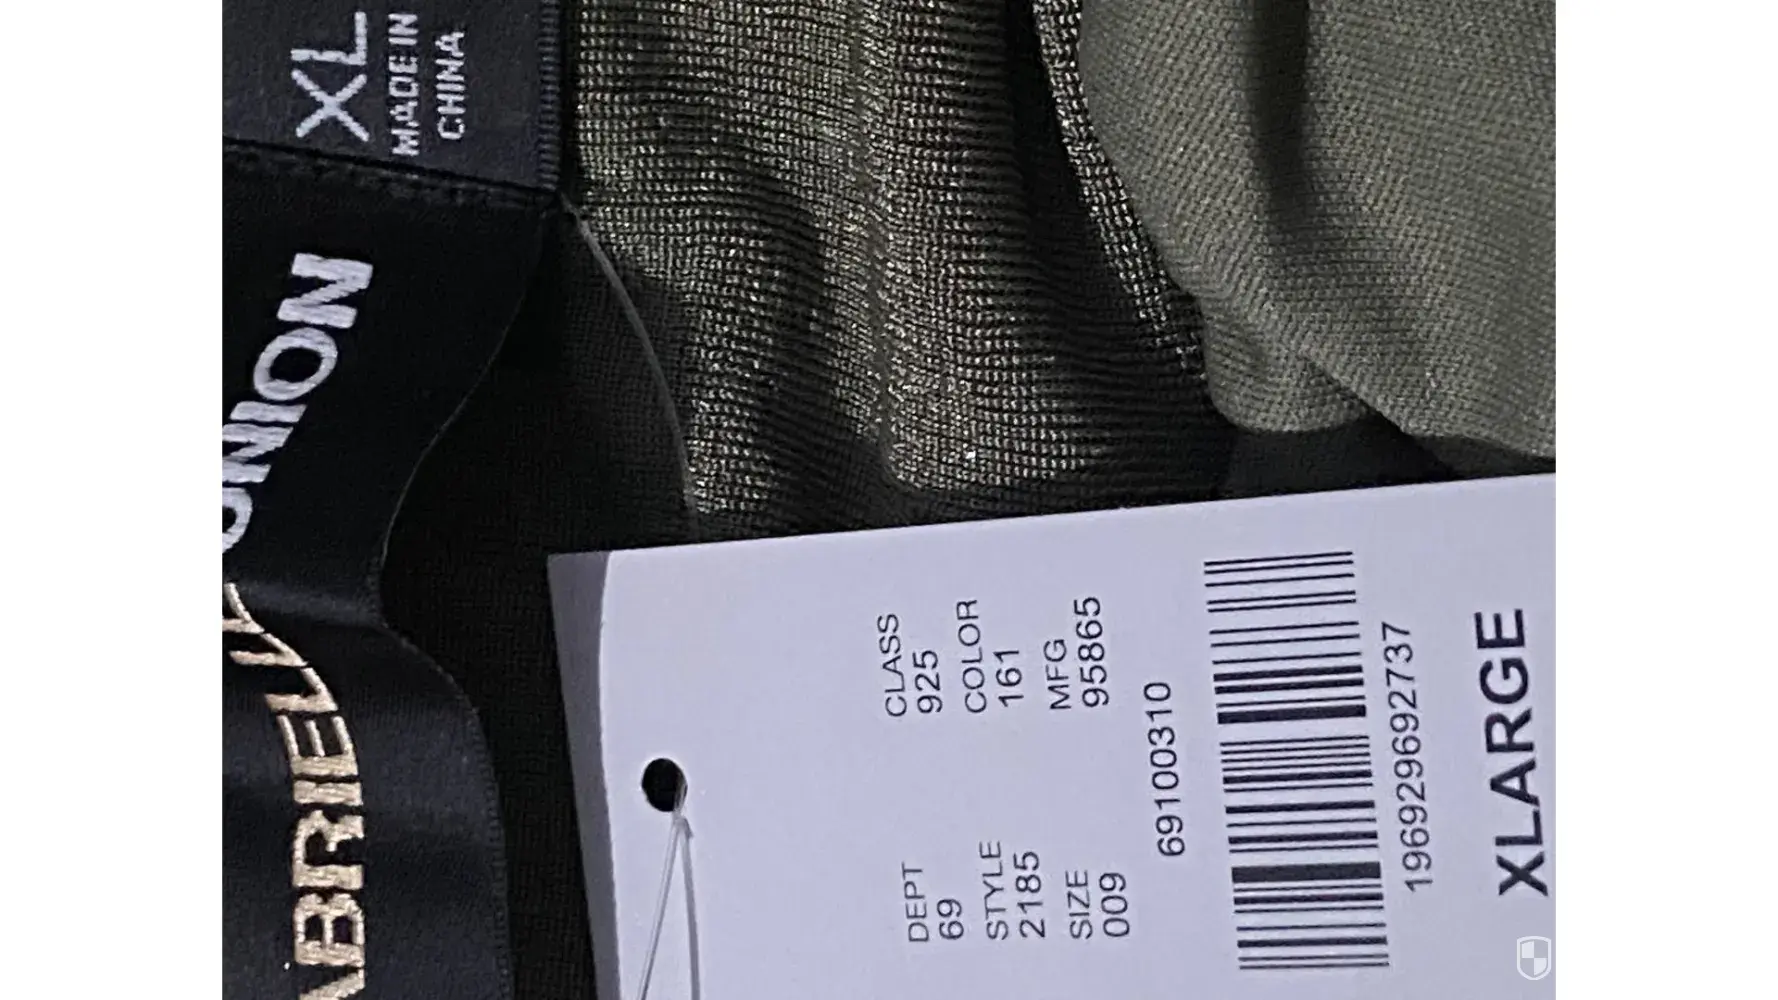 XL
MADE IN
CHINA
UNION
DEPT CLASS
69 925
STYLE COLOR
2185 161
SIZE MFG
009 95865
69100310
196929692737
XLARGE